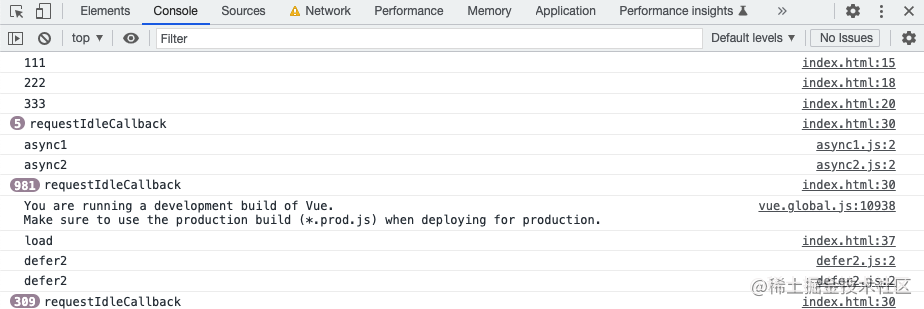 Elements Console Sources Network Performance Memory Application Performance insights
top Filter Default levels No Issues
111 index.html:15
222 index.html:18
333 index.html:20
5 requestIdleCallback index.html:30
async1 async1.js:2
async2 async2.js:2
981 requestIdleCallback index.html:30
You are running a development build of Vue. vue.global.js:10938
Make sure to use the production build (*.prod.js) when deploying for production.
load index.html:37
defer2 defer2.js:2
defer2 defer2.js:2
309 requestIdleCallback index.html:30
@稀土掘金技术社区